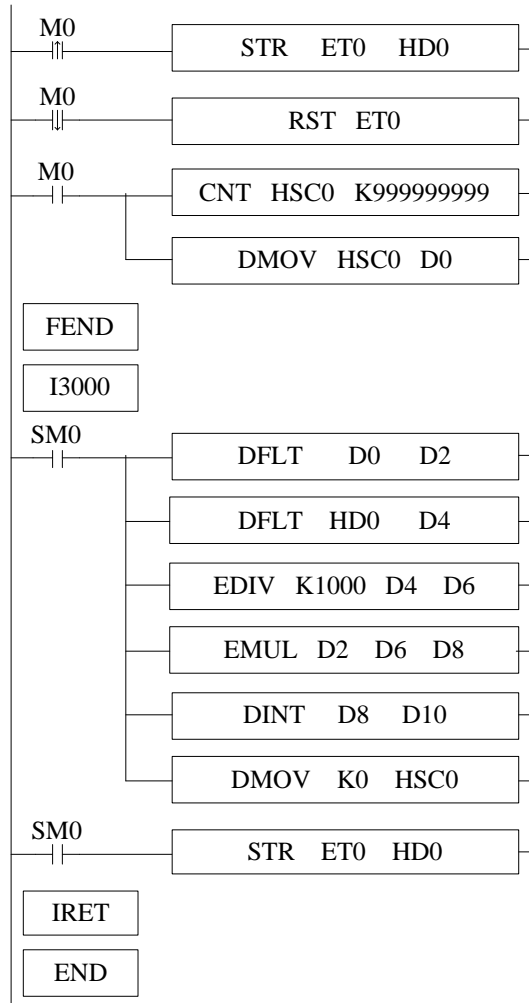 M0
STR ET0 HD0
M0
RST ET0
M0
CNT HSC0 K999999999
DMOV HSC0 D0
FEND
I3000
SM0
DFLT D0 D2
DFLT HD0 D4
EDIV K1000 D4 D6
EMUL D2 D6 D8
DINT D8 D10
DMOV K0 HSC0
SM0
STR ET0 HD0
IRET
END